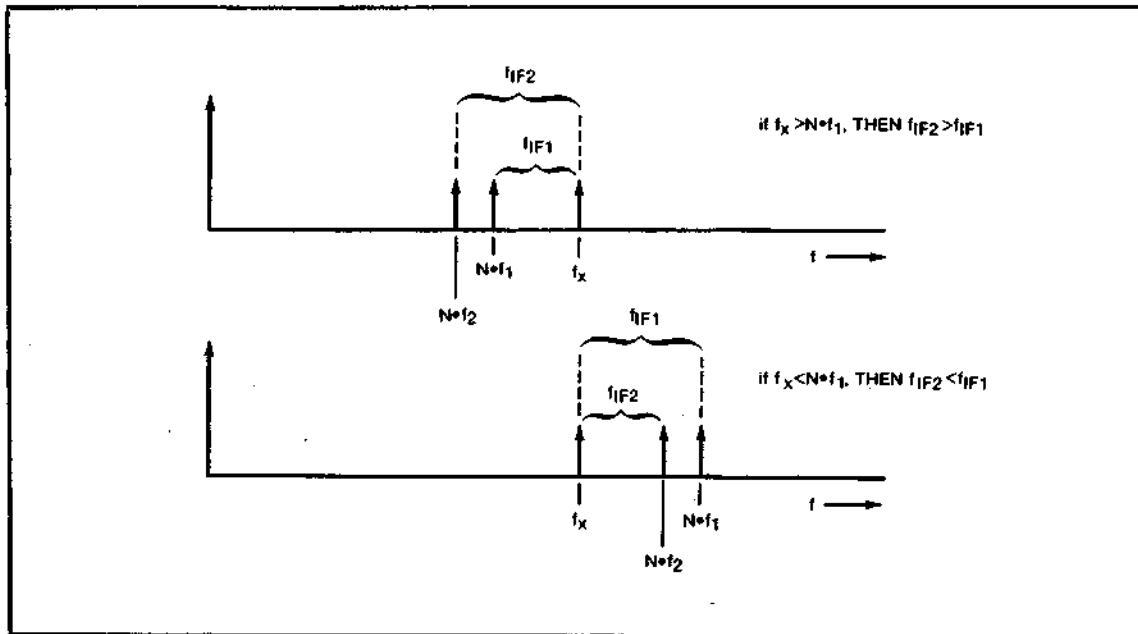 fIF2
if fx >N•f1, THEN fIF2>fIF1
fIF1
f
N•f1
fx
N•f2
fIF1
if fx<N•f1, THEN fIF2<fIF1
fIF2
f
fx
N•f1
N•f2